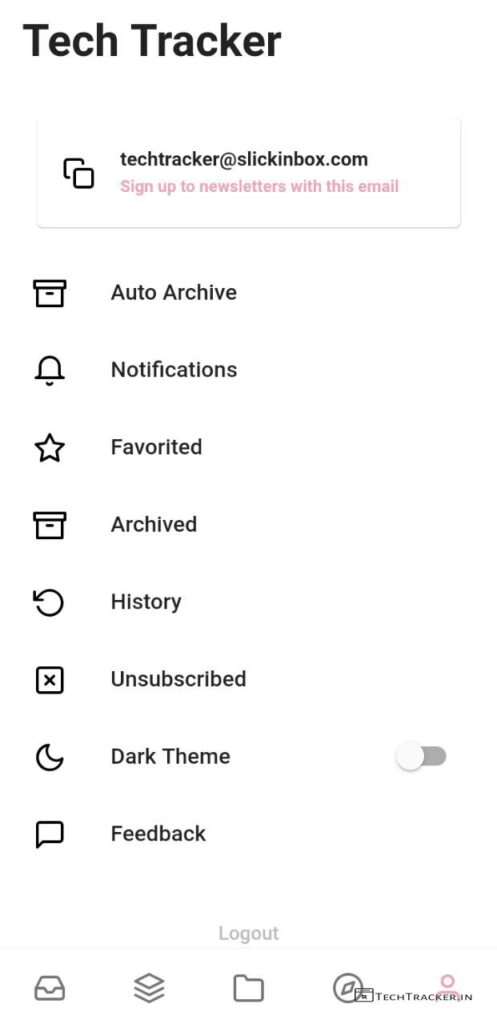 Tech Tracker
techtracker@slickinbox.com
Sign up to newsletters with this email
Auto Archive
Notifications
Favorited
Archived
History
Unsubscribed
Dark Theme
Feedback
Logout
TechTracker.in